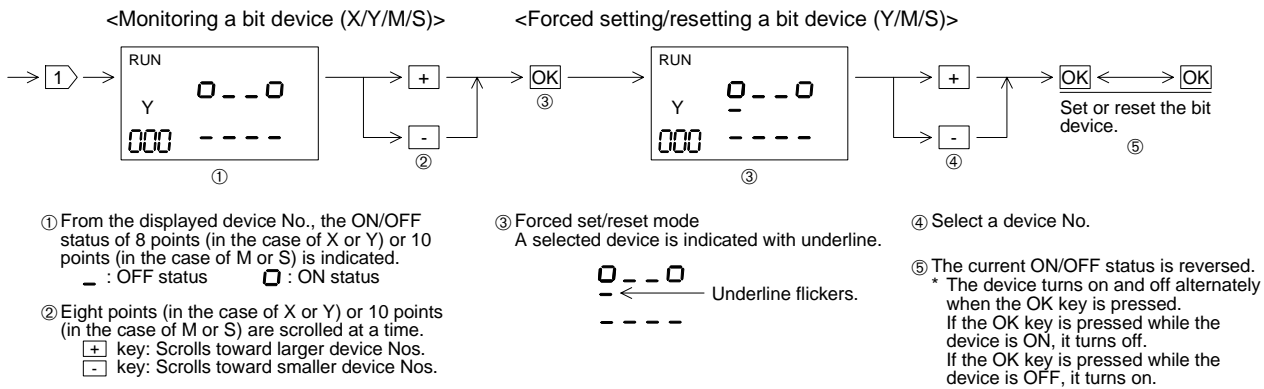 <Monitoring a bit device (X/Y/M/S)>
<Forced setting/resetting a bit device (Y/M/S)>
1
RUN
Y
000
①
+
-
②
OK
③
RUN
Y
000
③
+
-
④
OK
OK
Set or reset the bit
device.
⑤
① From the displayed device No., the ON/OFF
status of 8 points (in the case of X or Y) or 10
points (in the case of M or S) is indicated.
_ : OFF status : ON status
② Eight points (in the case of X or Y) or 10 points
(in the case of M or S) are scrolled at a time.
+ key: Scrolls toward larger device Nos.
- key: Scrolls toward smaller device Nos.
③ Forced set/reset mode
A selected device is indicated with underline.
Underline flickers.
④ Select a device No.
⑤ The current ON/OFF status is reversed.
* The device turns on and off alternately
when the OK key is pressed.
If the OK key is pressed while the
device is ON, it turns off.
If the OK key is pressed while the
device is OFF, it turns on.